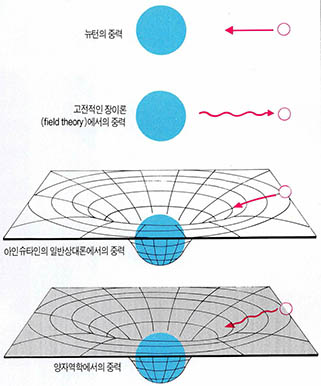 뉴턴의 중력
고전적인 장이론
(field theory)에서의 중력
아인슈타인의 일반상대론에서의 중력
양자역학에서의 중력